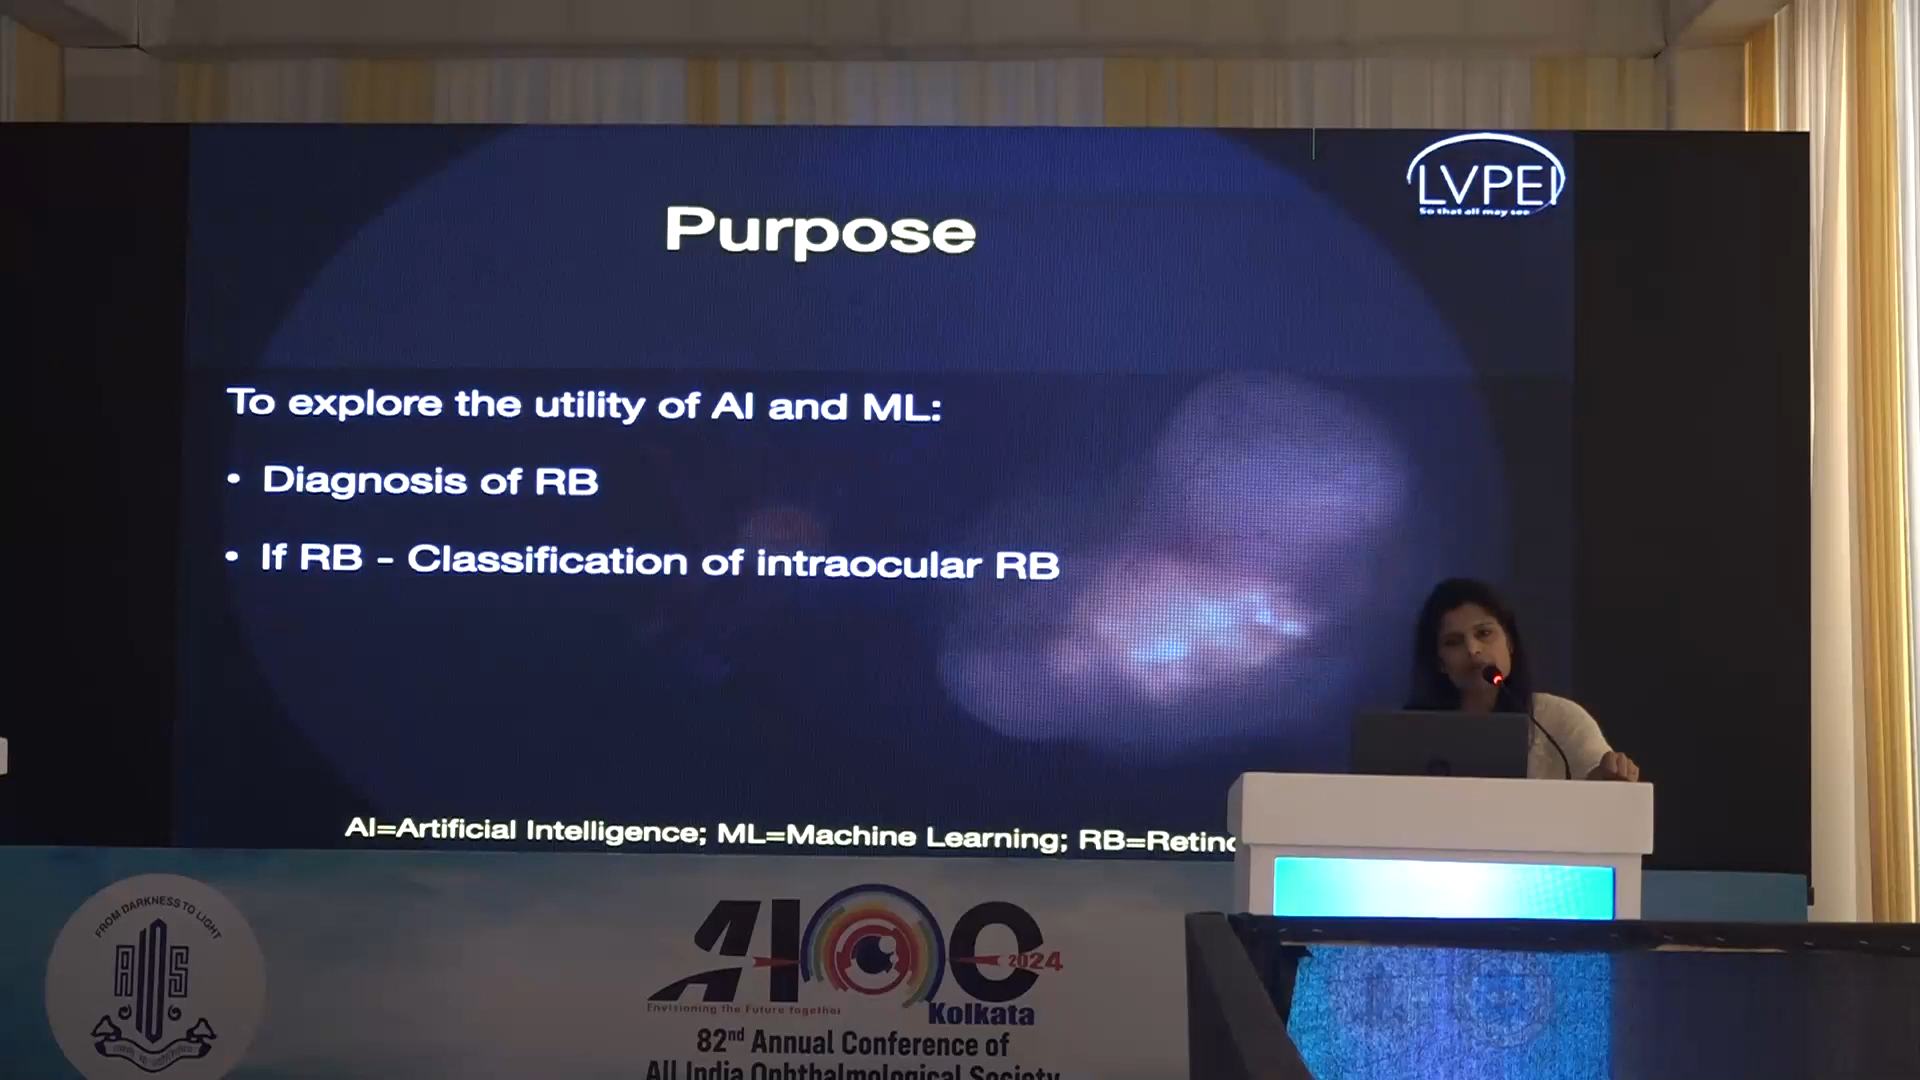 LVPEI
So that all may see
Purpose
To explore the utility of AI and ML:
• Diagnosis of RB
• If RB - Classification of intraocular RB
AI=Artificial Intelligence; ML=Machine Learning; RB=Retino
FROM DARKNESS TO LIGHT
AIOS
AIOC
2024
Envisioning the Future together
Kolkata
82nd Annual Conference of
All India Ophthalmological Society